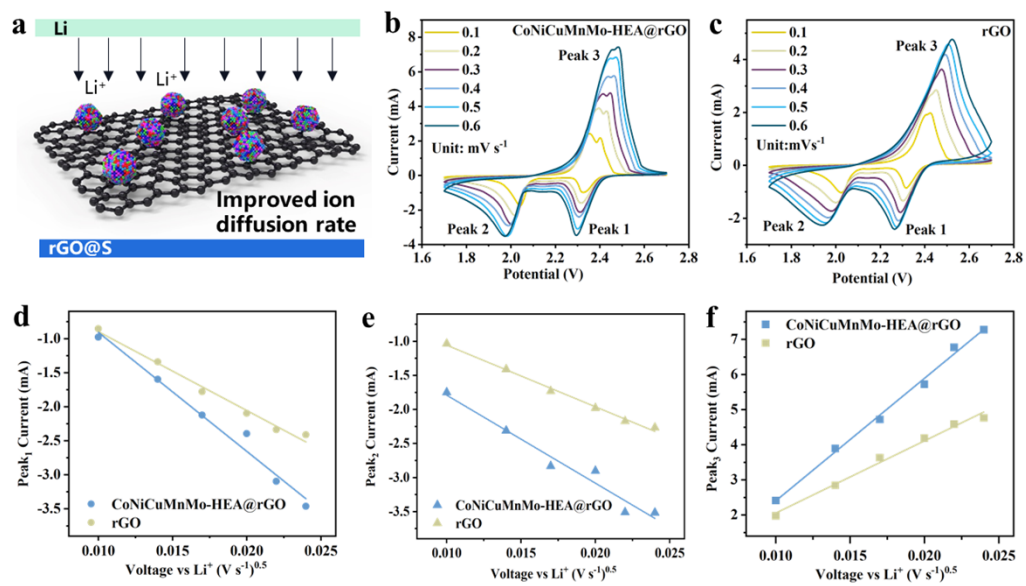 a
Li
Li⁺
Li⁺
Improved ion
diffusion rate
rGO@S
b
CoNiCuMnMo-HEA@rGO
0.1
0.2
0.3
0.4
0.5
0.6
Unit: mV s⁻¹
Peak 3
Peak 2
Peak 1
8
4
0
-4
Current (mA)
1.6
1.8
2.0
2.2
2.4
2.6
2.8
Potential (V)
c
rGO
0.1
0.2
0.3
0.4
0.5
0.6
Unit:mVs⁻¹
Peak 3
Peak 2
Peak 1
4
2
0
-2
Current (mA)
1.6
1.8
2.0
2.2
2.4
2.6
2.8
Potential (V)
d
-1.0
-1.5
-2.0
-2.5
-3.0
-3.5
Peak₁ Current (mA)
CoNiCuMnMo-HEA@rGO
rGO
0.010
0.015
0.020
0.025
Voltage vs Li⁺ (V s⁻¹)⁰·⁵
e
-1.0
-1.5
-2.0
-2.5
-3.0
-3.5
Peak₂ Current (mA)
CoNiCuMnMo-HEA@rGO
rGO
0.010
0.015
0.020
0.025
Voltage vs Li⁺ (V s⁻¹)⁰·⁵
f
CoNiCuMnMo-HEA@rGO
rGO
7
6
5
4
3
2
Peak₃ Current (mA)
0.010
0.015
0.020
0.025
Voltage vs Li⁺ (V s⁻¹)⁰·⁵